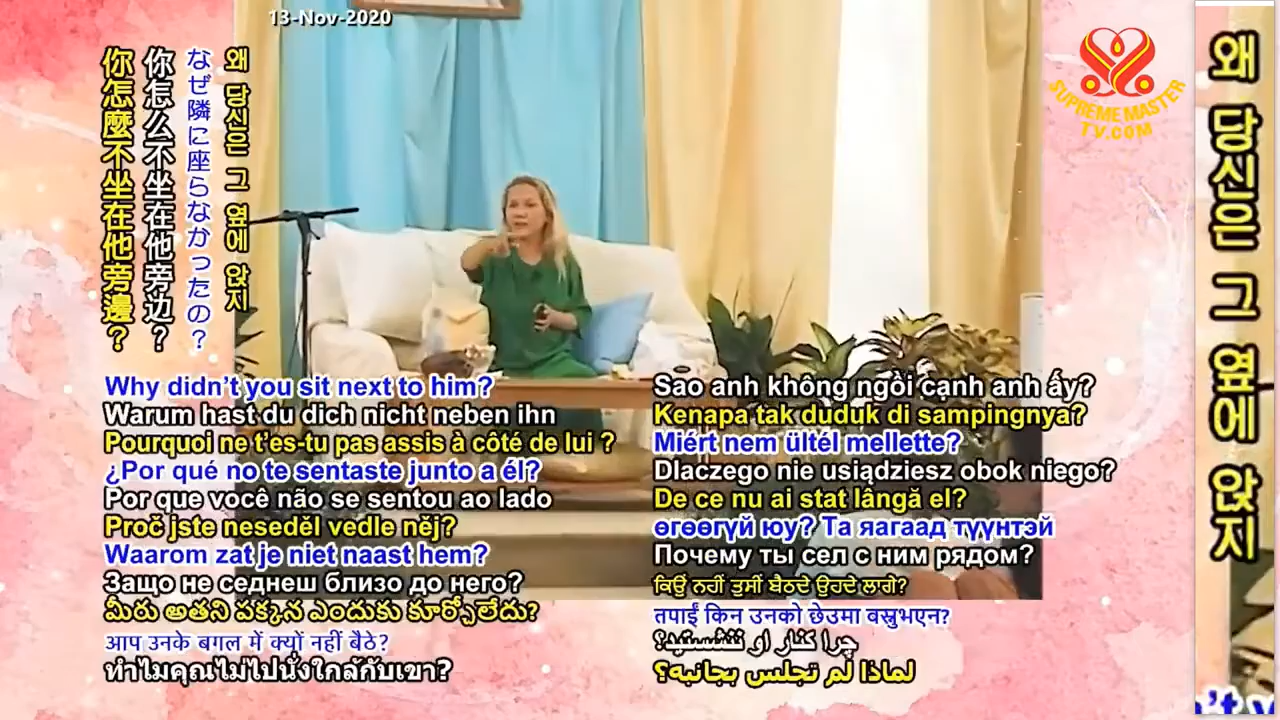 13-Nov-2020
SUPREME MASTER
TV.COM
왜 당신은 그 옆에 앉지
なぜ隣に座らなかったの？
你怎么不坐在他旁边？
你怎麼不坐在他旁邊？
Why didn't you sit next to him?
Warum hast du dich nicht neben ihn
Pourquoi ne t'es-tu pas assis à côté de lui ?
¿Por qué no te sentaste junto a él?
Por que você não se sentou ao lado
Proč jste neseděl vedle něj?
Waarom zat je niet naast hem?
Защо не седнеш близо до него?
మీరు అతని పక్కన ఎందుకు కూర్చోలేదు?
आप उनके बगल में क्यों नहीं बैठे?
ทำไมคุณไม่ไปนั่งใกล้กับเขา?
Sao anh không ngồi cạnh anh ấy?
Kenapa tak duduk di sampingnya?
Miért nem ültél mellette?
Dlaczego nie usiądziesz obok niego?
De ce nu ai stat lângă el?
өгөөгүй юу? Та яагаад түүнтэй
Почему ты сел с ним рядом?
ਕਿਉਂ ਨਹੀਂ ਤੁਸੀਂ ਬੈਠਦੇ ਉਹਦੇ ਲਾਗੇ?
तपाईं किन उनको छेउमा बस्नुभएन?
چرا کنار او ننشستید؟
لماذا لم تجلس بجانبه؟
왜 당신은 그 옆에 앉지